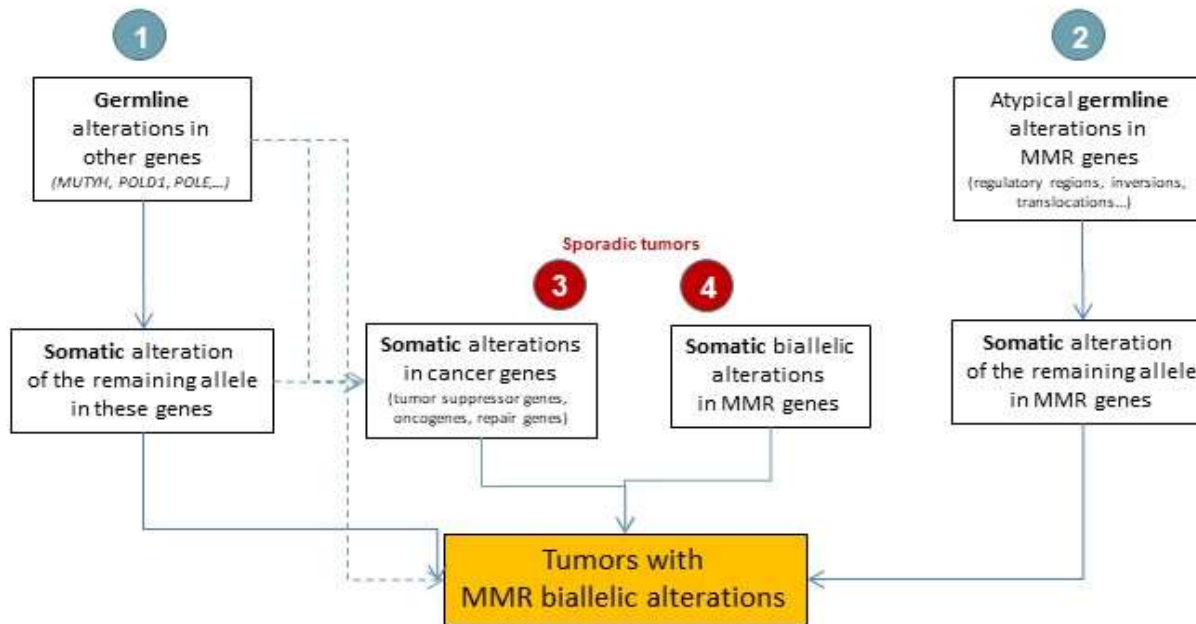 1
Germline
alterations in
other genes
(MUTYH, POLD1, POLE,...)
2
Atypical germline
alterations in
MMR genes
(regulatory regions, inversions,
translocations...)
Sporadic tumors
3
4
Somatic alteration
of the remaining allele
in these genes
Somatic alterations
in cancer genes
(tumor suppressor genes,
oncogenes, repair genes)
Somatic biallelic
alterations
in MMR genes
Somatic alteration
of the remaining allele
in MMR genes
Tumors with
MMR biallelic alterations